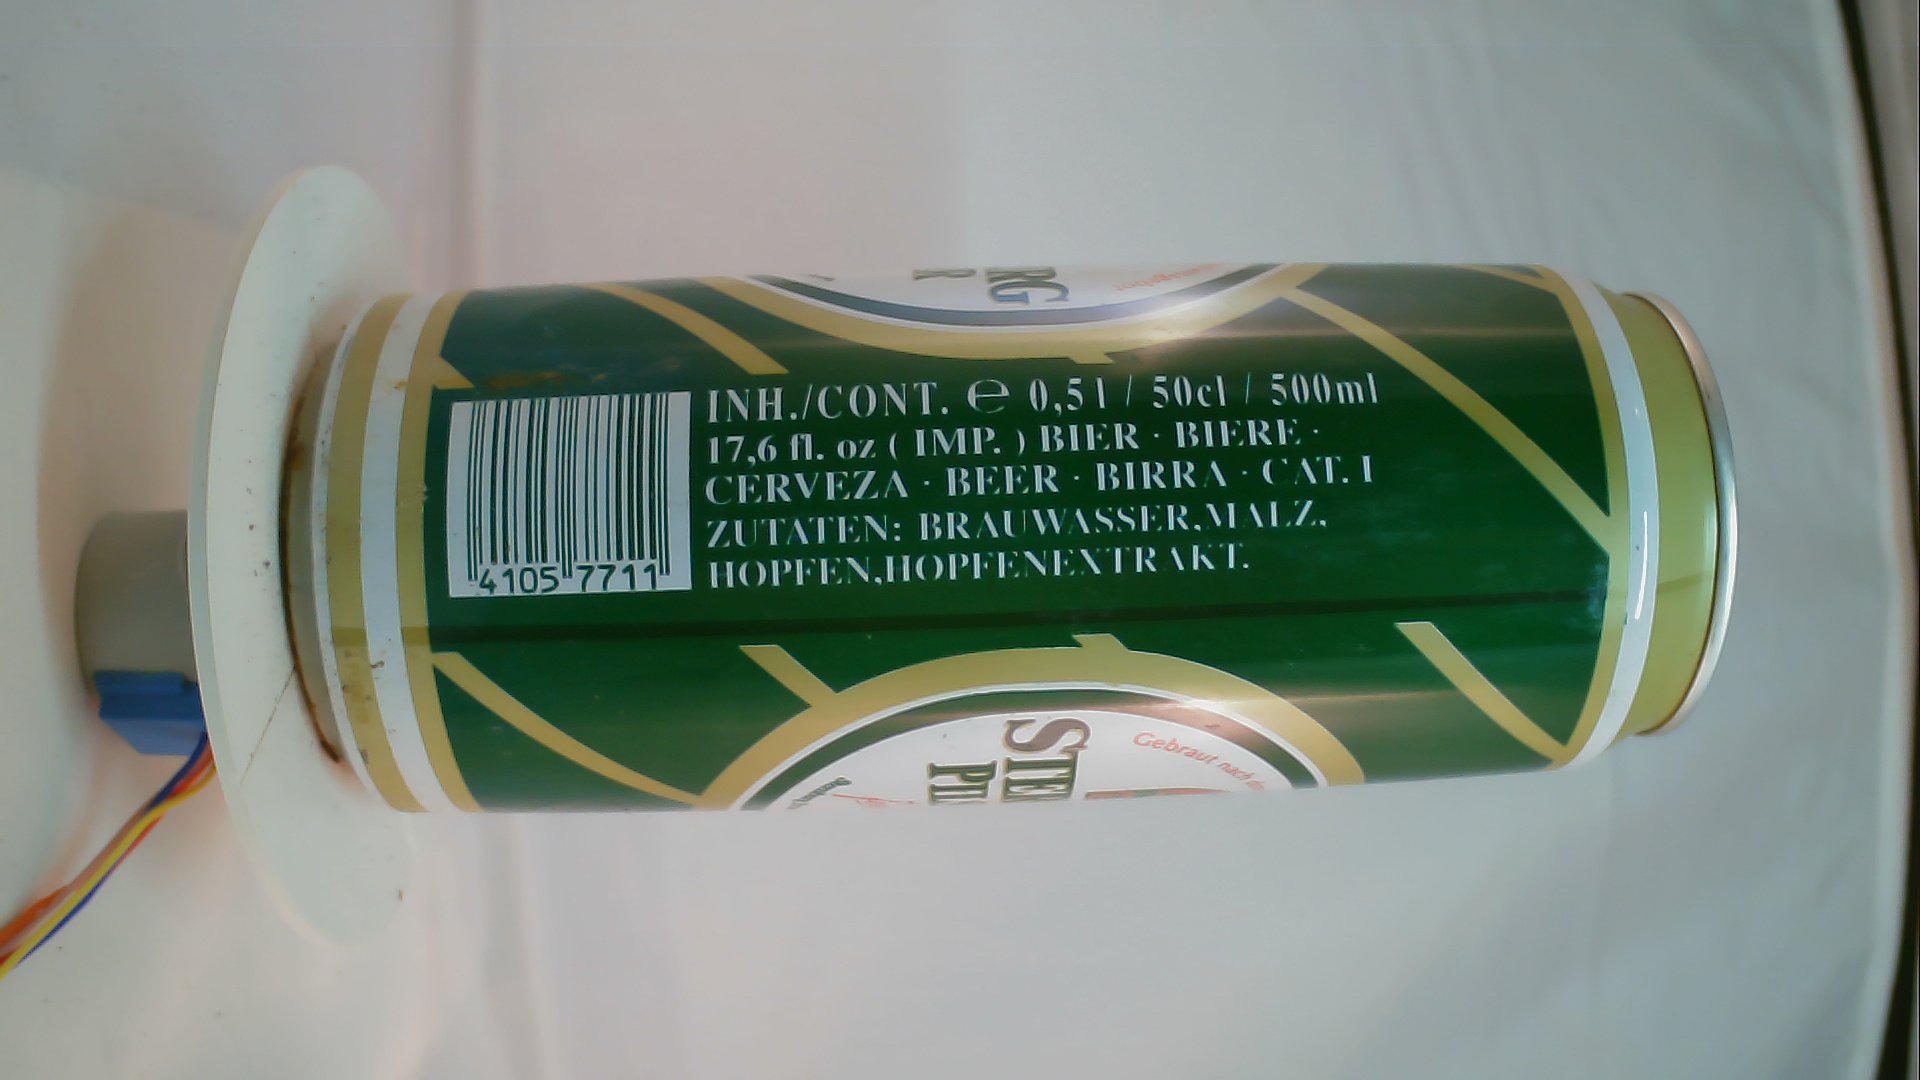 INH./CONT. ℮ 0,5l / 50cl / 500ml
17,6 fl. oz ( IMP. ) BIER · BIERE ·
CERVEZA · BEER · BIRRA · CAT. I
ZUTATEN: BRAUWASSER,MALZ,
HOPFEN,HOPFENEXTRAKT.
4105 7711
Gebraut nach